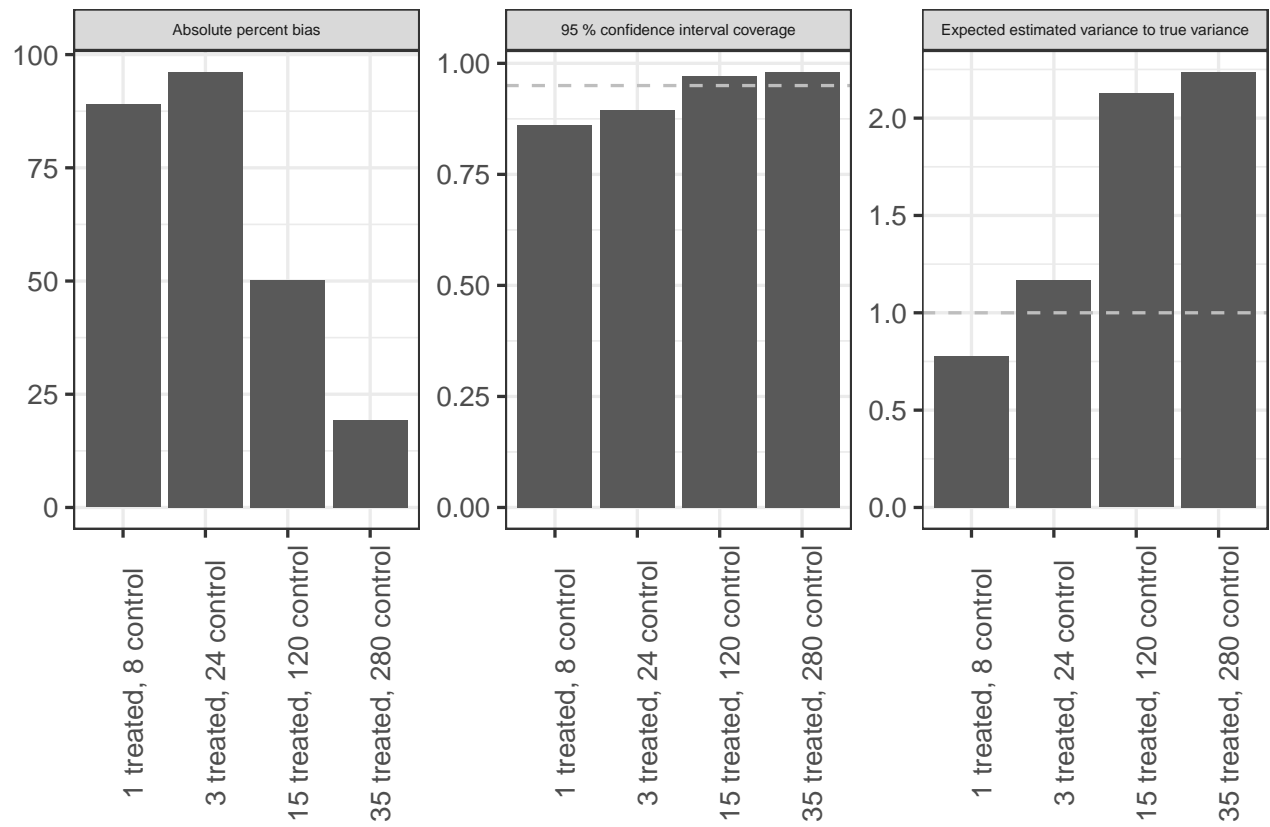 Absolute percent bias
100
75
50
25
0
1 treated, 8 control
3 treated, 24 control
15 treated, 120 control
35 treated, 280 control
95 % confidence interval coverage
1.00
0.75
0.50
0.25
0.00
1 treated, 8 control
3 treated, 24 control
15 treated, 120 control
35 treated, 280 control
Expected estimated variance to true variance
2.0
1.5
1.0
0.5
0.0
1 treated, 8 control
3 treated, 24 control
15 treated, 120 control
35 treated, 280 control